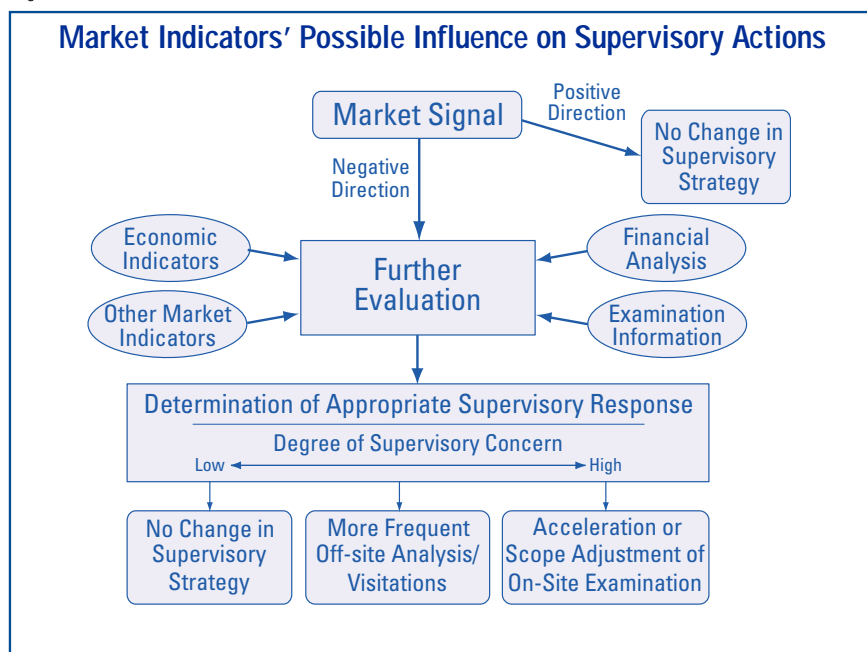 Market Indicators’ Possible Influence on Supervisory Actions
Market Signal
Positive
Direction
No Change in
Supervisory
Strategy
Negative
Direction
Economic
Indicators
Financial
Analysis
Further
Evaluation
Other Market
Indicators
Examination
Information
Determination of Appropriate Supervisory Response
Degree of Supervisory Concern
Low
High
No Change in
Supervisory
Strategy
More Frequent
Off-site Analysis/
Visitations
Acceleration or
Scope Adjustment of
On-Site Examination